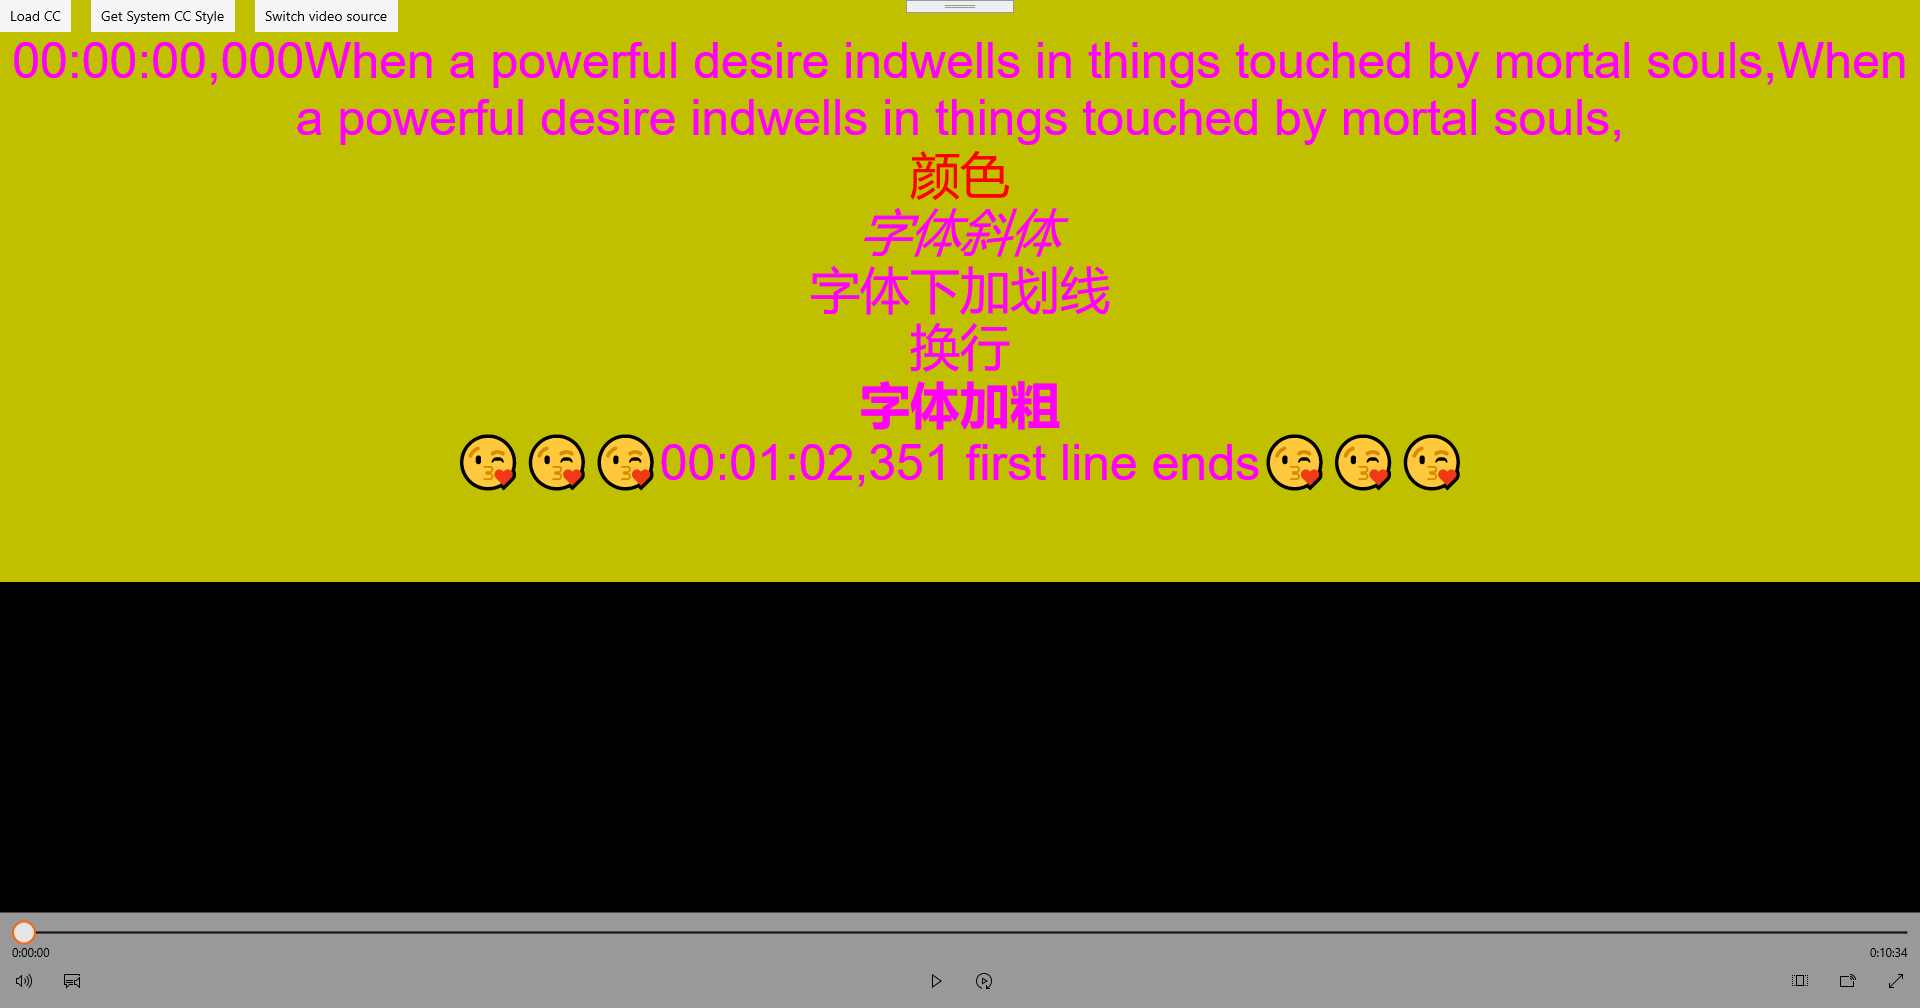 Load CC
Get System CC Style
Switch video source
00:00:00,000When a powerful desire indwells in things touched by mortal souls,When
a powerful desire indwells in things touched by mortal souls,
颜色
字体斜体
字体下加划线
换行
字体加粗
😘😘😘00:01:02,351 first line ends😘😘😘
0:00:00
0:10:34